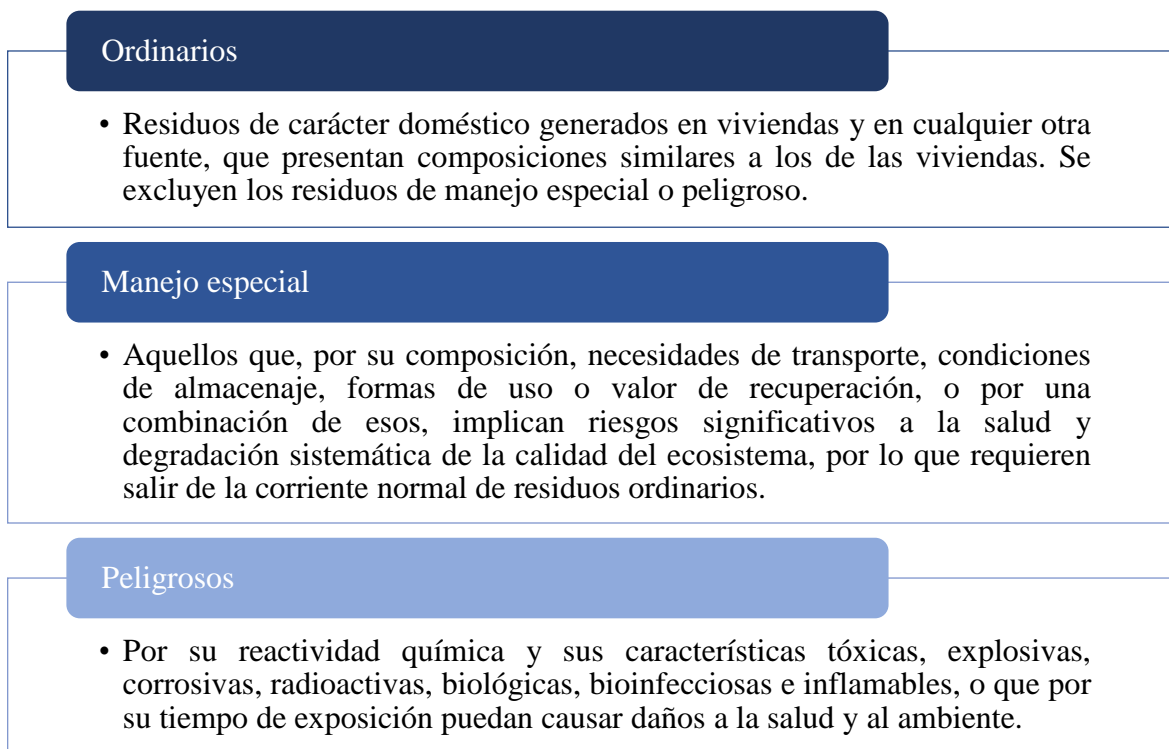 Ordinarios
• Residuos de carácter doméstico generados en viviendas y en cualquier otra
fuente, que presentan composiciones similares a los de las viviendas. Se
excluyen los residuos de manejo especial o peligroso.
Manejo especial
• Aquellos que, por su composición, necesidades de transporte, condiciones
de almacenaje, formas de uso o valor de recuperación, o por una
combinación de esos, implican riesgos significativos a la salud y
degradación sistemática de la calidad del ecosistema, por lo que requieren
salir de la corriente normal de residuos ordinarios.
Peligrosos
• Por su reactividad química y sus características tóxicas, explosivas,
corrosivas, radioactivas, biológicas, bioinfecciosas e inflamables, o que por
su tiempo de exposición puedan causar daños a la salud y al ambiente.